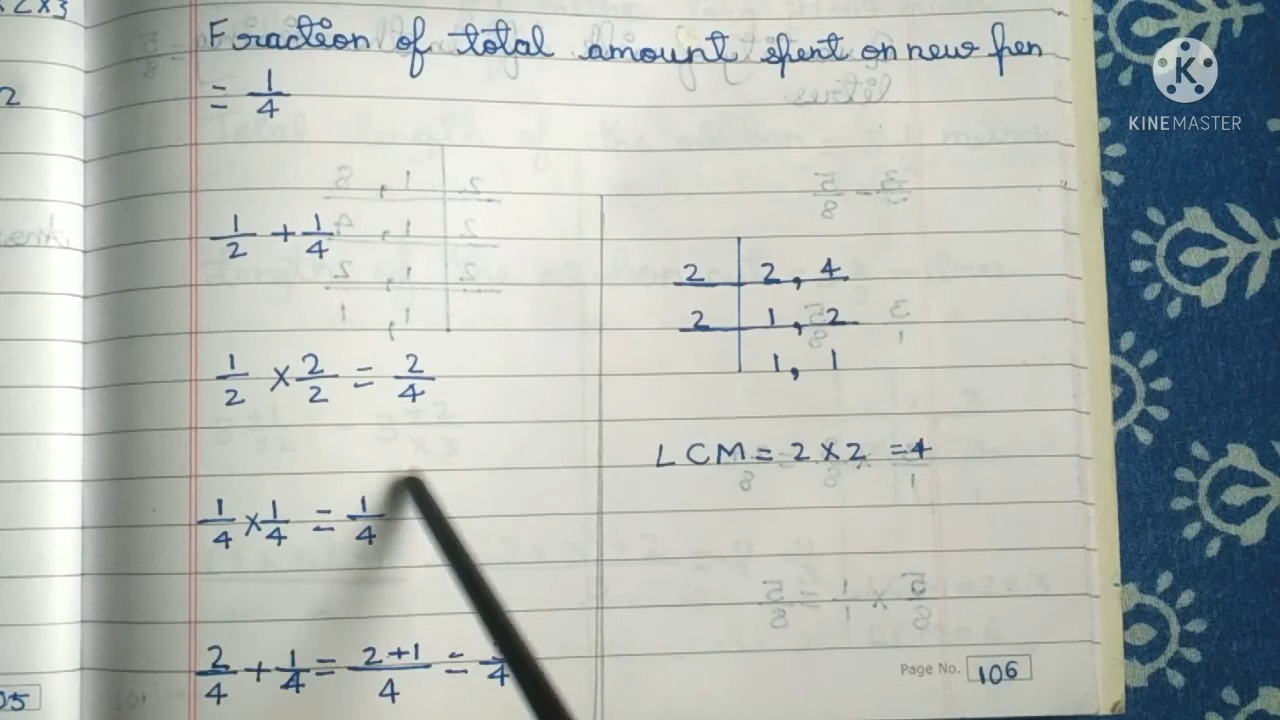 Fraction of total amount spent on new pen
= 1/4
1/2 + 1/4
1/2 × 2/2 = 2/4
1/4 × 1/4 = 1/4
2/4 + 1/4 = 2+1/4 = /4
2 | 2, 4
2 | 1, 2
1, 1
LCM = 2 × 2 = 4
Page No. 106
KINEMASTER